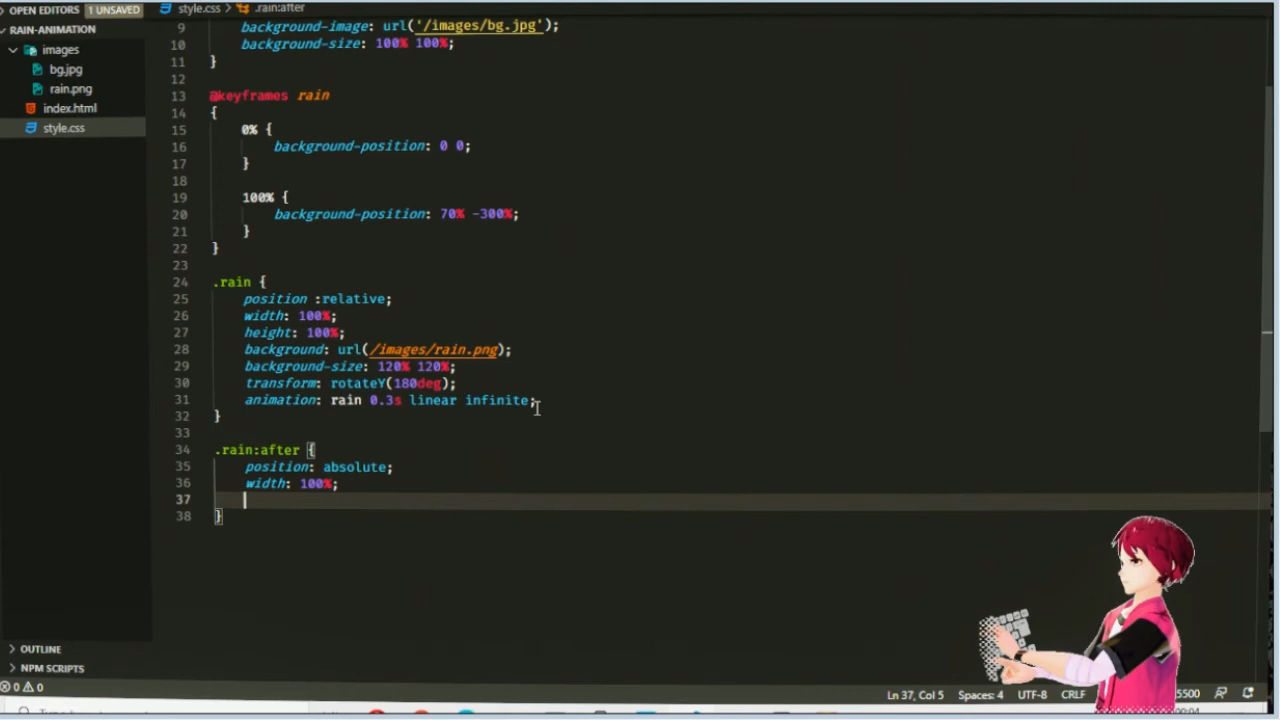 OPEN EDITORS 1 UNSAVED
style.css > .rain:after
RAIN-ANIMATION
images
bg.jpg
rain.png
index.html
style.css
9 background-image: url('/images/bg.jpg');
10 background-size: 100% 100%;
11 }
12
13 @keyframes rain
14 {
15 0% {
16 background-position: 0 0;
17 }
18
19 100% {
20 background-position: 70% -300%;
21 }
22 }
23
24 .rain {
25 position :relative;
26 width: 100%;
27 height: 100%;
28 background: url(/images/rain.png);
29 background-size: 120% 120%;
30 transform: rotateY(180deg);
31 animation: rain 0.3s linear infinite;
32 }
33
34 .rain:after {
35 position: absolute;
36 width: 100%;
37
38 }
OUTLINE
NPM SCRIPTS
0 0
Ln 37, Col 5 Spaces: 4 UTF-8 CRLF 5500